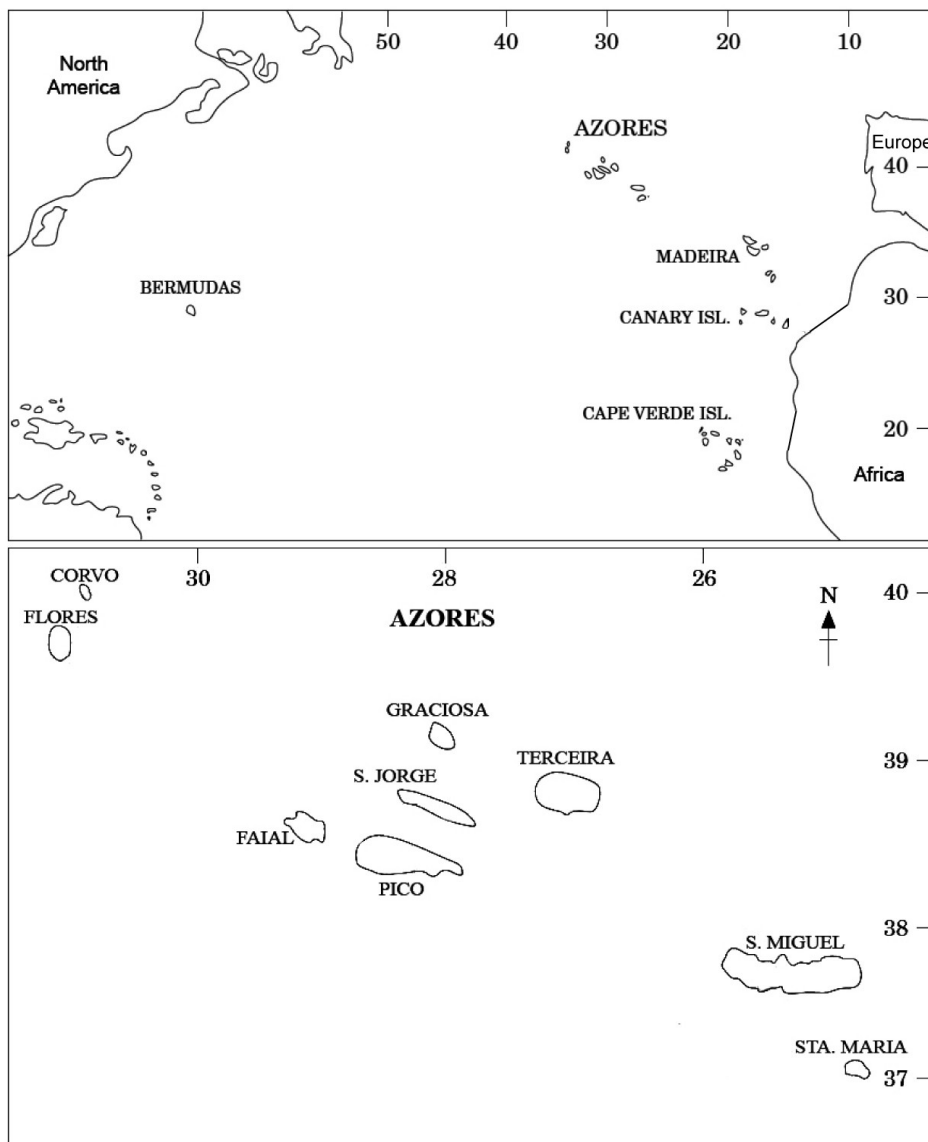 50 40 30 20 10
North
America
AZORES
Europe
40
MADEIRA
BERMUDAS
30
CANARY ISL.
CAPE VERDE ISL.
20
Africa
30 28 26
CORVO
40
FLORES
AZORES
N
GRACIOSA
TERCEIRA
39
S. JORGE
FAIAL
PICO
38
S. MIGUEL
STA. MARIA
37